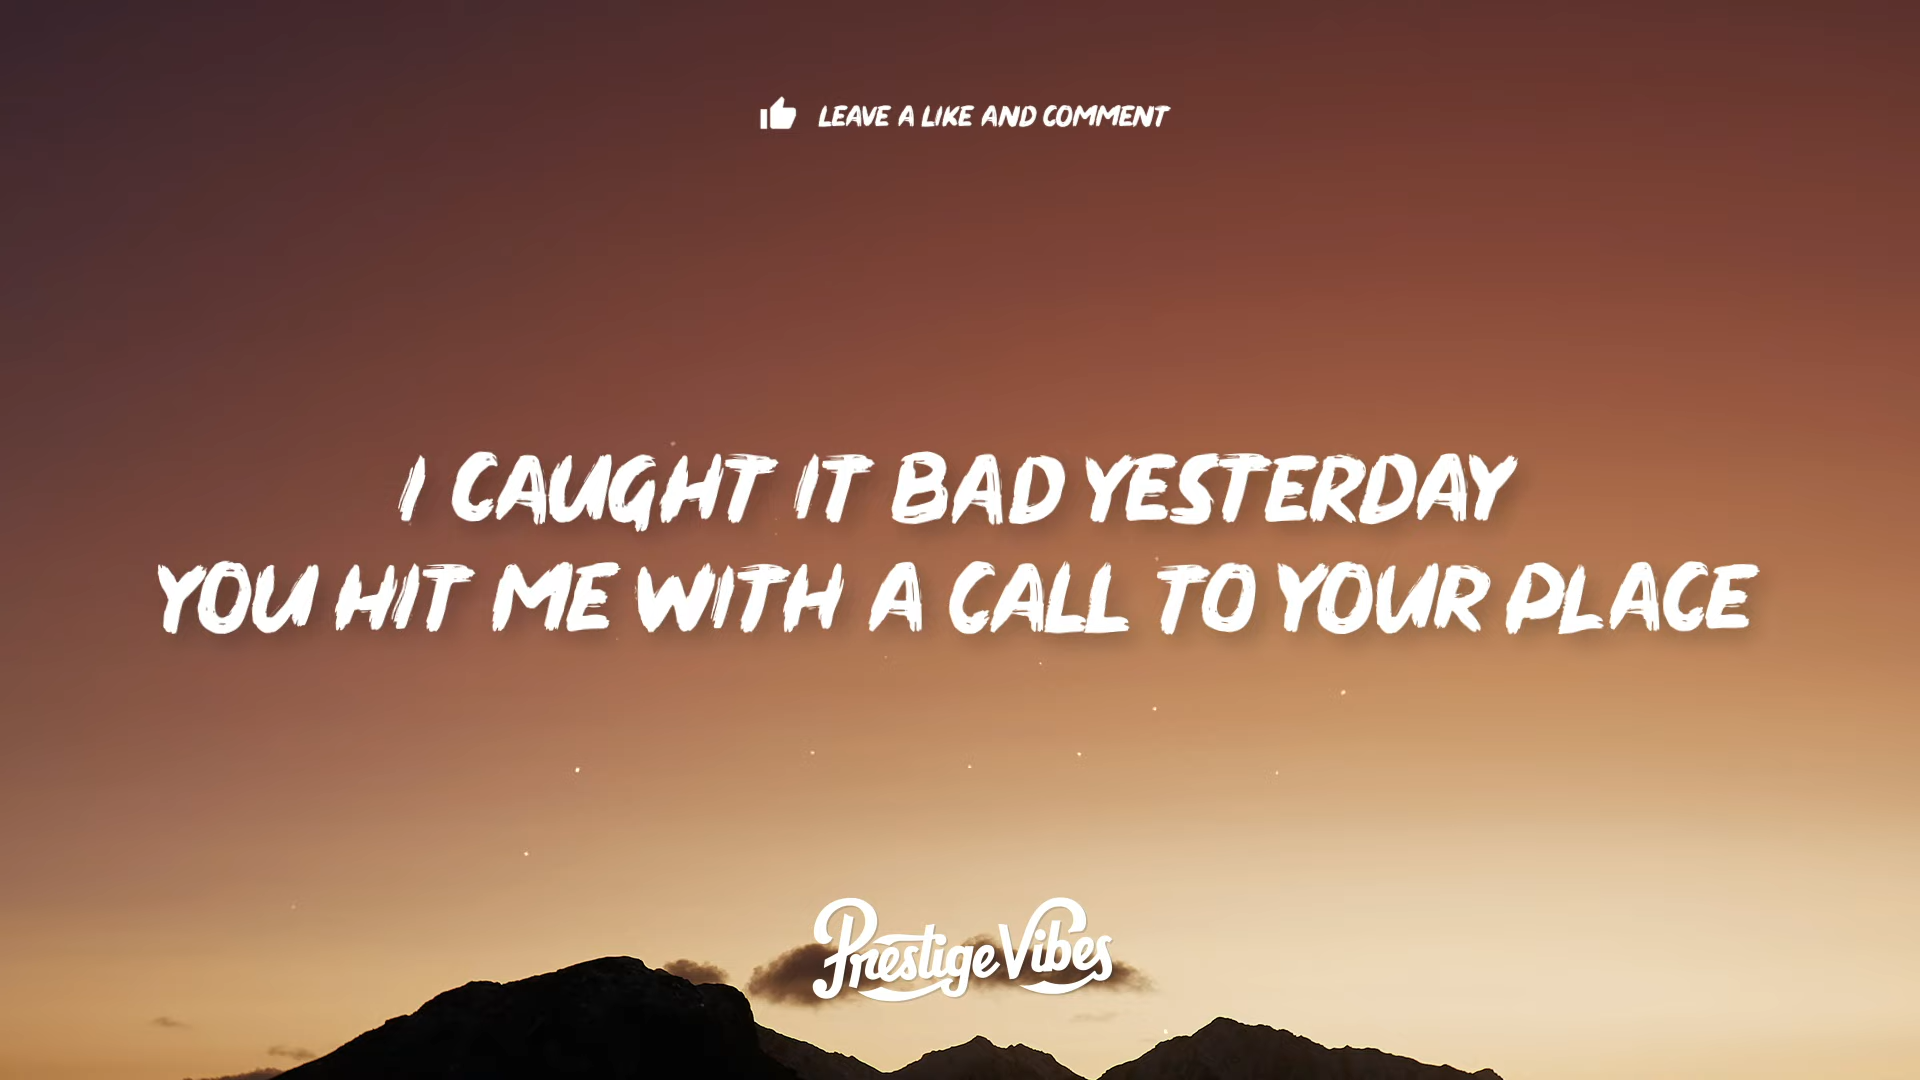 LEAVE A LIKE AND COMMENT
I CAUGHT IT BAD YESTERDAY
YOU HIT ME WITH A CALL TO YOUR PLACE
Prestige Vibes